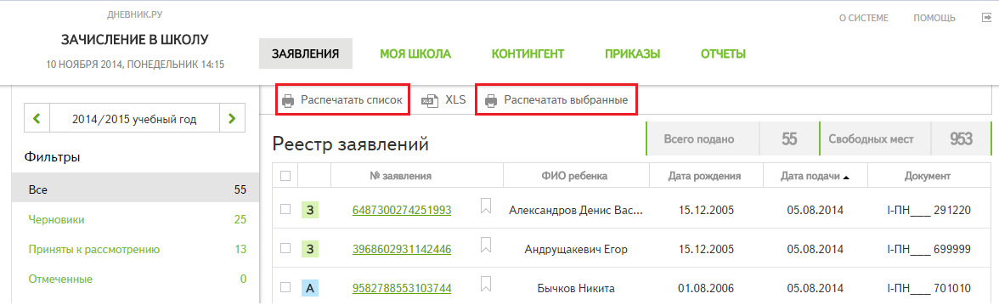 ДНЕВНИК.РУ
ЗАЧИСЛЕНИЕ В ШКОЛУ
10 НОЯБРЯ 2014, ПОНЕДЕЛЬНИК 14:15
О СИСТЕМЕ ПОМОЩЬ
ЗАЯВЛЕНИЯ МОЯ ШКОЛА КОНТИНГЕНТ ПРИКАЗЫ ОТЧЕТЫ
2014/2015 учебный год
Фильтры
Все 55
Черновики 25
Приняты к рассмотрению 13
Отмеченные 0
Распечатать список XLS XLS Распечатать выбранные
Реестр заявлений
Всего подано 55 Свободных мест 953
№ заявления ФИО ребенка Дата рождения Дата подачи Документ
З 6487300274251993 Александров Денис Вас... 15.12.2005 05.08.2014 I-ПН___ 291220
З 3968602931142446 Андрущакевич Егор 15.12.2005 05.08.2014 I-ПН___ 699999
А 9582788553103744 Бычков Никита 01.08.2006 05.08.2014 I-ПН___ 701010